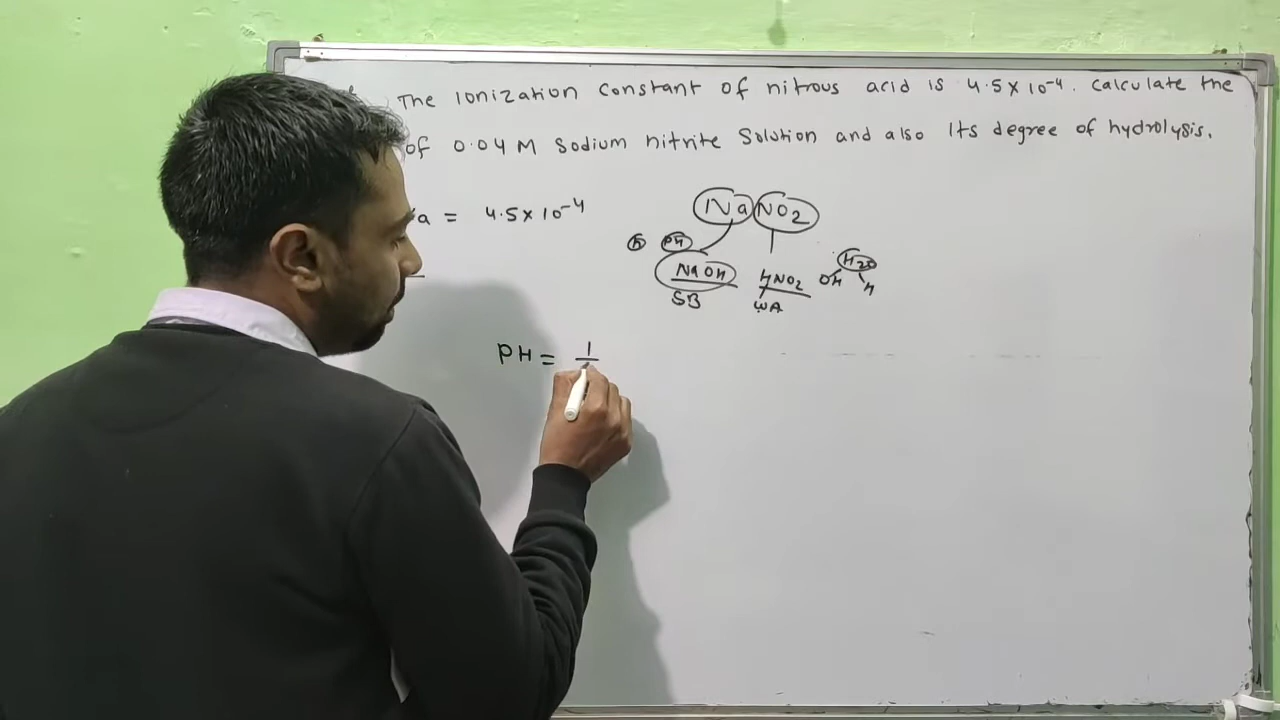 The Ionization Constant of nitrous acid is 4.5×10⁻⁴. Calculate the
of 0.04 M Sodium nitrite Solution and also Its degree of hydrolysis.
a = 4.5×10⁻⁴
NaNO2
PH
NaOH HNO2 OH H2O H
SB WA
PH = 1